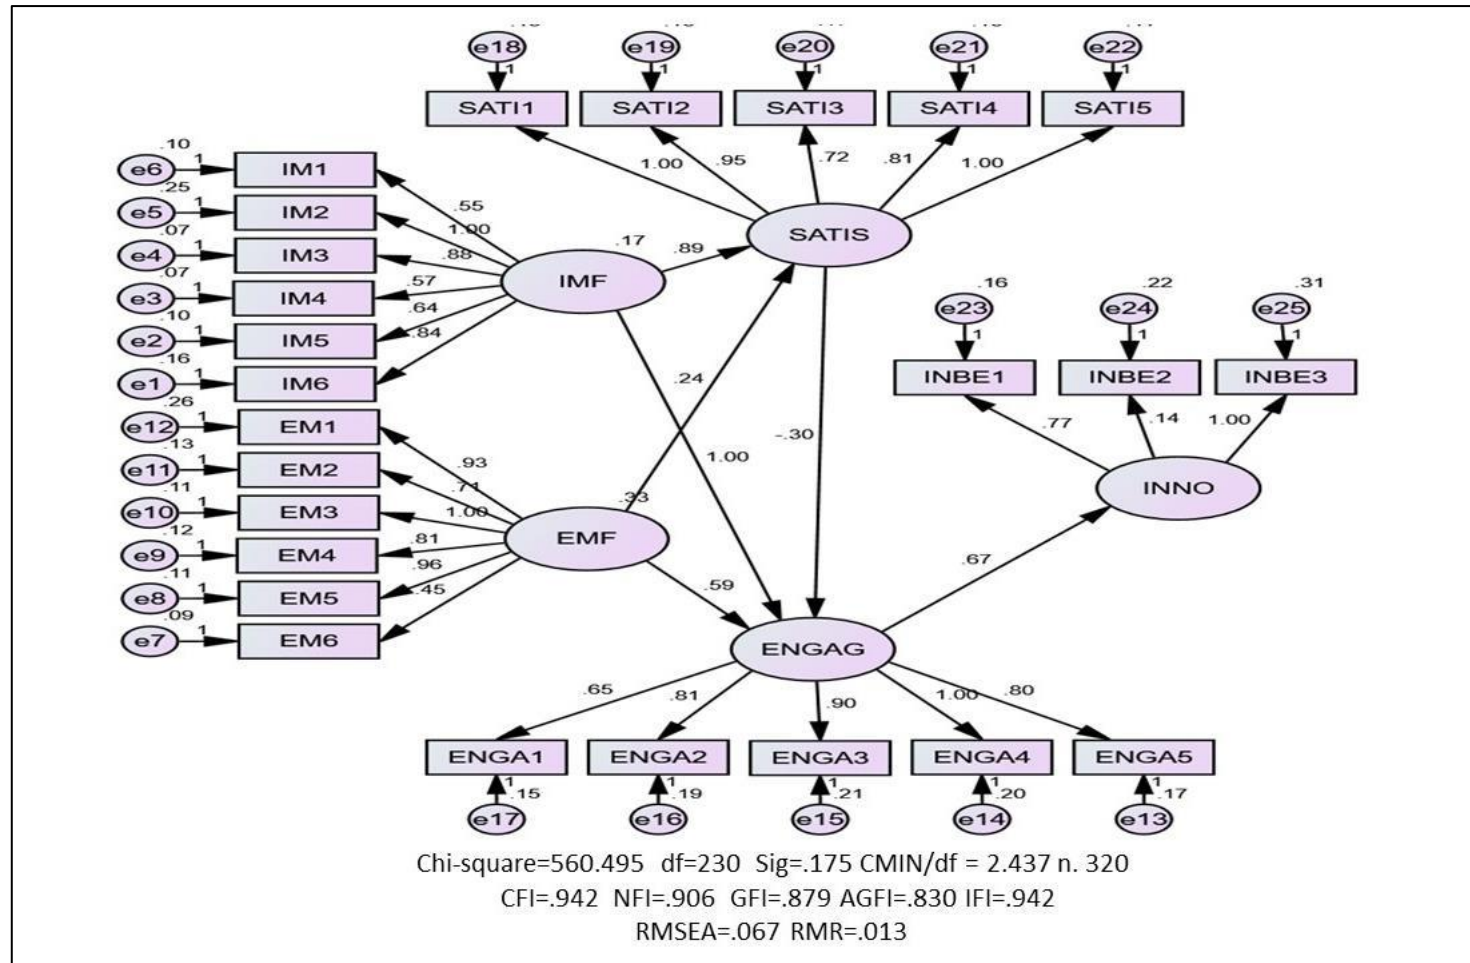 e18 e19 e20 e21 e22
1 1 1 1 1
SATI1 SATI2 SATI3 SATI4 SATI5
1.00 .95 .72 .81 1.00
SATIS
.10
e6 1 IM1
.25
e5 1 IM2
.07
e4 1 IM3
.07
e3 1 IM4
.10
e2 1 IM5
.16
e1 1 IM6
.55
1.00
.88
.57
.64
.84
.17
IMF
.89
.26
e12 1 EM1
.13
e11 1 EM2
.11
e10 1 EM3
.12
e9 1 EM4
.11
e8 1 EM5
.09
e7 1 EM6
.93
.71
1.00
.81
.96
.45
.33
EMF
.24
1.00
-.30
.59
.67
.16 .22 .31
e23 e24 e25
1 1 1
INBE1 INBE2 INBE3
.77 .14 1.00
INNO
ENGAG
.65 .81 .90 1.00 .80
ENGA1 ENGA2 ENGA3 ENGA4 ENGA5
1 1 1 1 1
.15 .19 .21 .20 .17
e17 e16 e15 e14 e13
Chi-square=560.495 df=230 Sig=.175 CMIN/df = 2.437 n. 320
CFI=.942 NFI=.906 GFI=.879 AGFI=.830 IFI=.942
RMSEA=.067 RMR=.013